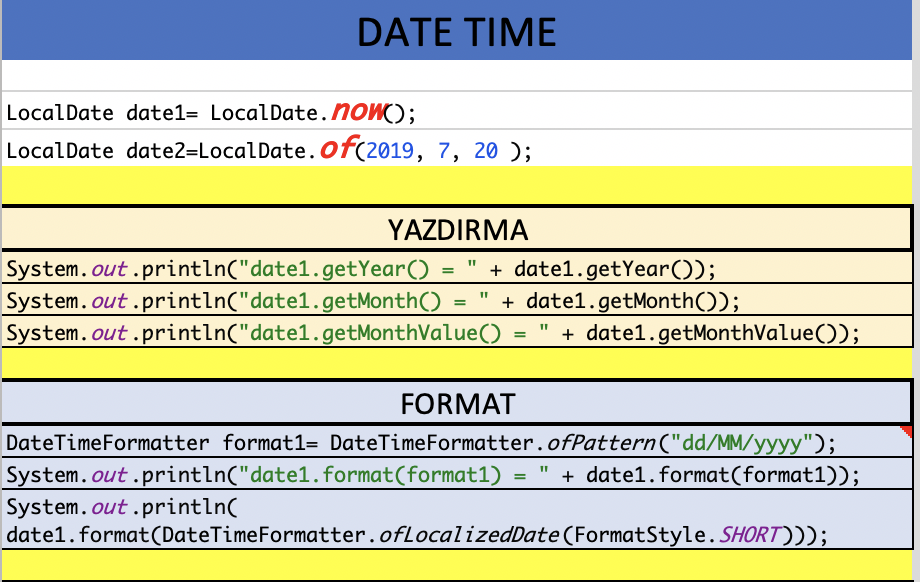 DATE TIME
LocalDate date1= LocalDate.now();
LocalDate date2=LocalDate.of(2019, 7, 20 );
YAZDIRMA
System.out.println("date1.getYear() = " + date1.getYear());
System.out.println("date1.getMonth() = " + date1.getMonth());
System.out.println("date1.getMonthValue() = " + date1.getMonthValue());
FORMAT
DateTimeFormatter format1= DateTimeFormatter.ofPattern("dd/MM/yyyy");
System.out.println("date1.format(format1) = " + date1.format(format1));
System.out.println(
date1.format(DateTimeFormatter.ofLocalizedDate(FormatStyle.SHORT)));